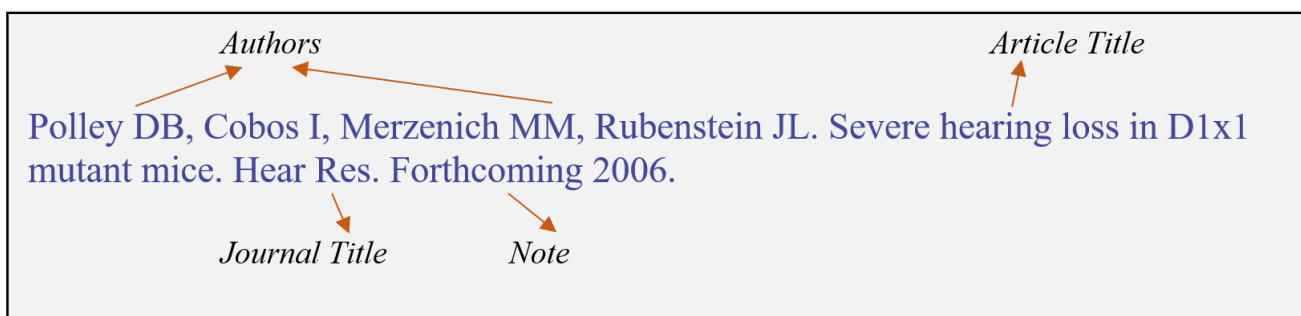 Authors Article Title
Polley DB, Cobos I, Merzenich MM, Rubenstein JL. Severe hearing loss in D1x1
mutant mice. Hear Res. Forthcoming 2006.
Journal Title Note